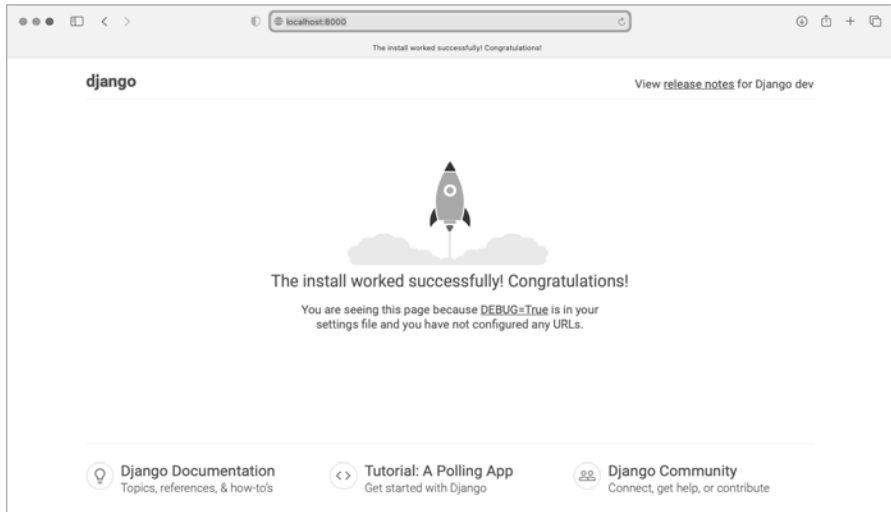 localhost:8000
The install worked successfully! Congratulations!
django
View release notes for Django dev
The install worked successfully! Congratulations!
You are seeing this page because DEBUG=True is in your
settings file and you have not configured any URLs.
Django Documentation
Topics, references, & how-to's
Tutorial: A Polling App
Get started with Django
Django Community
Connect, get help, or contribute